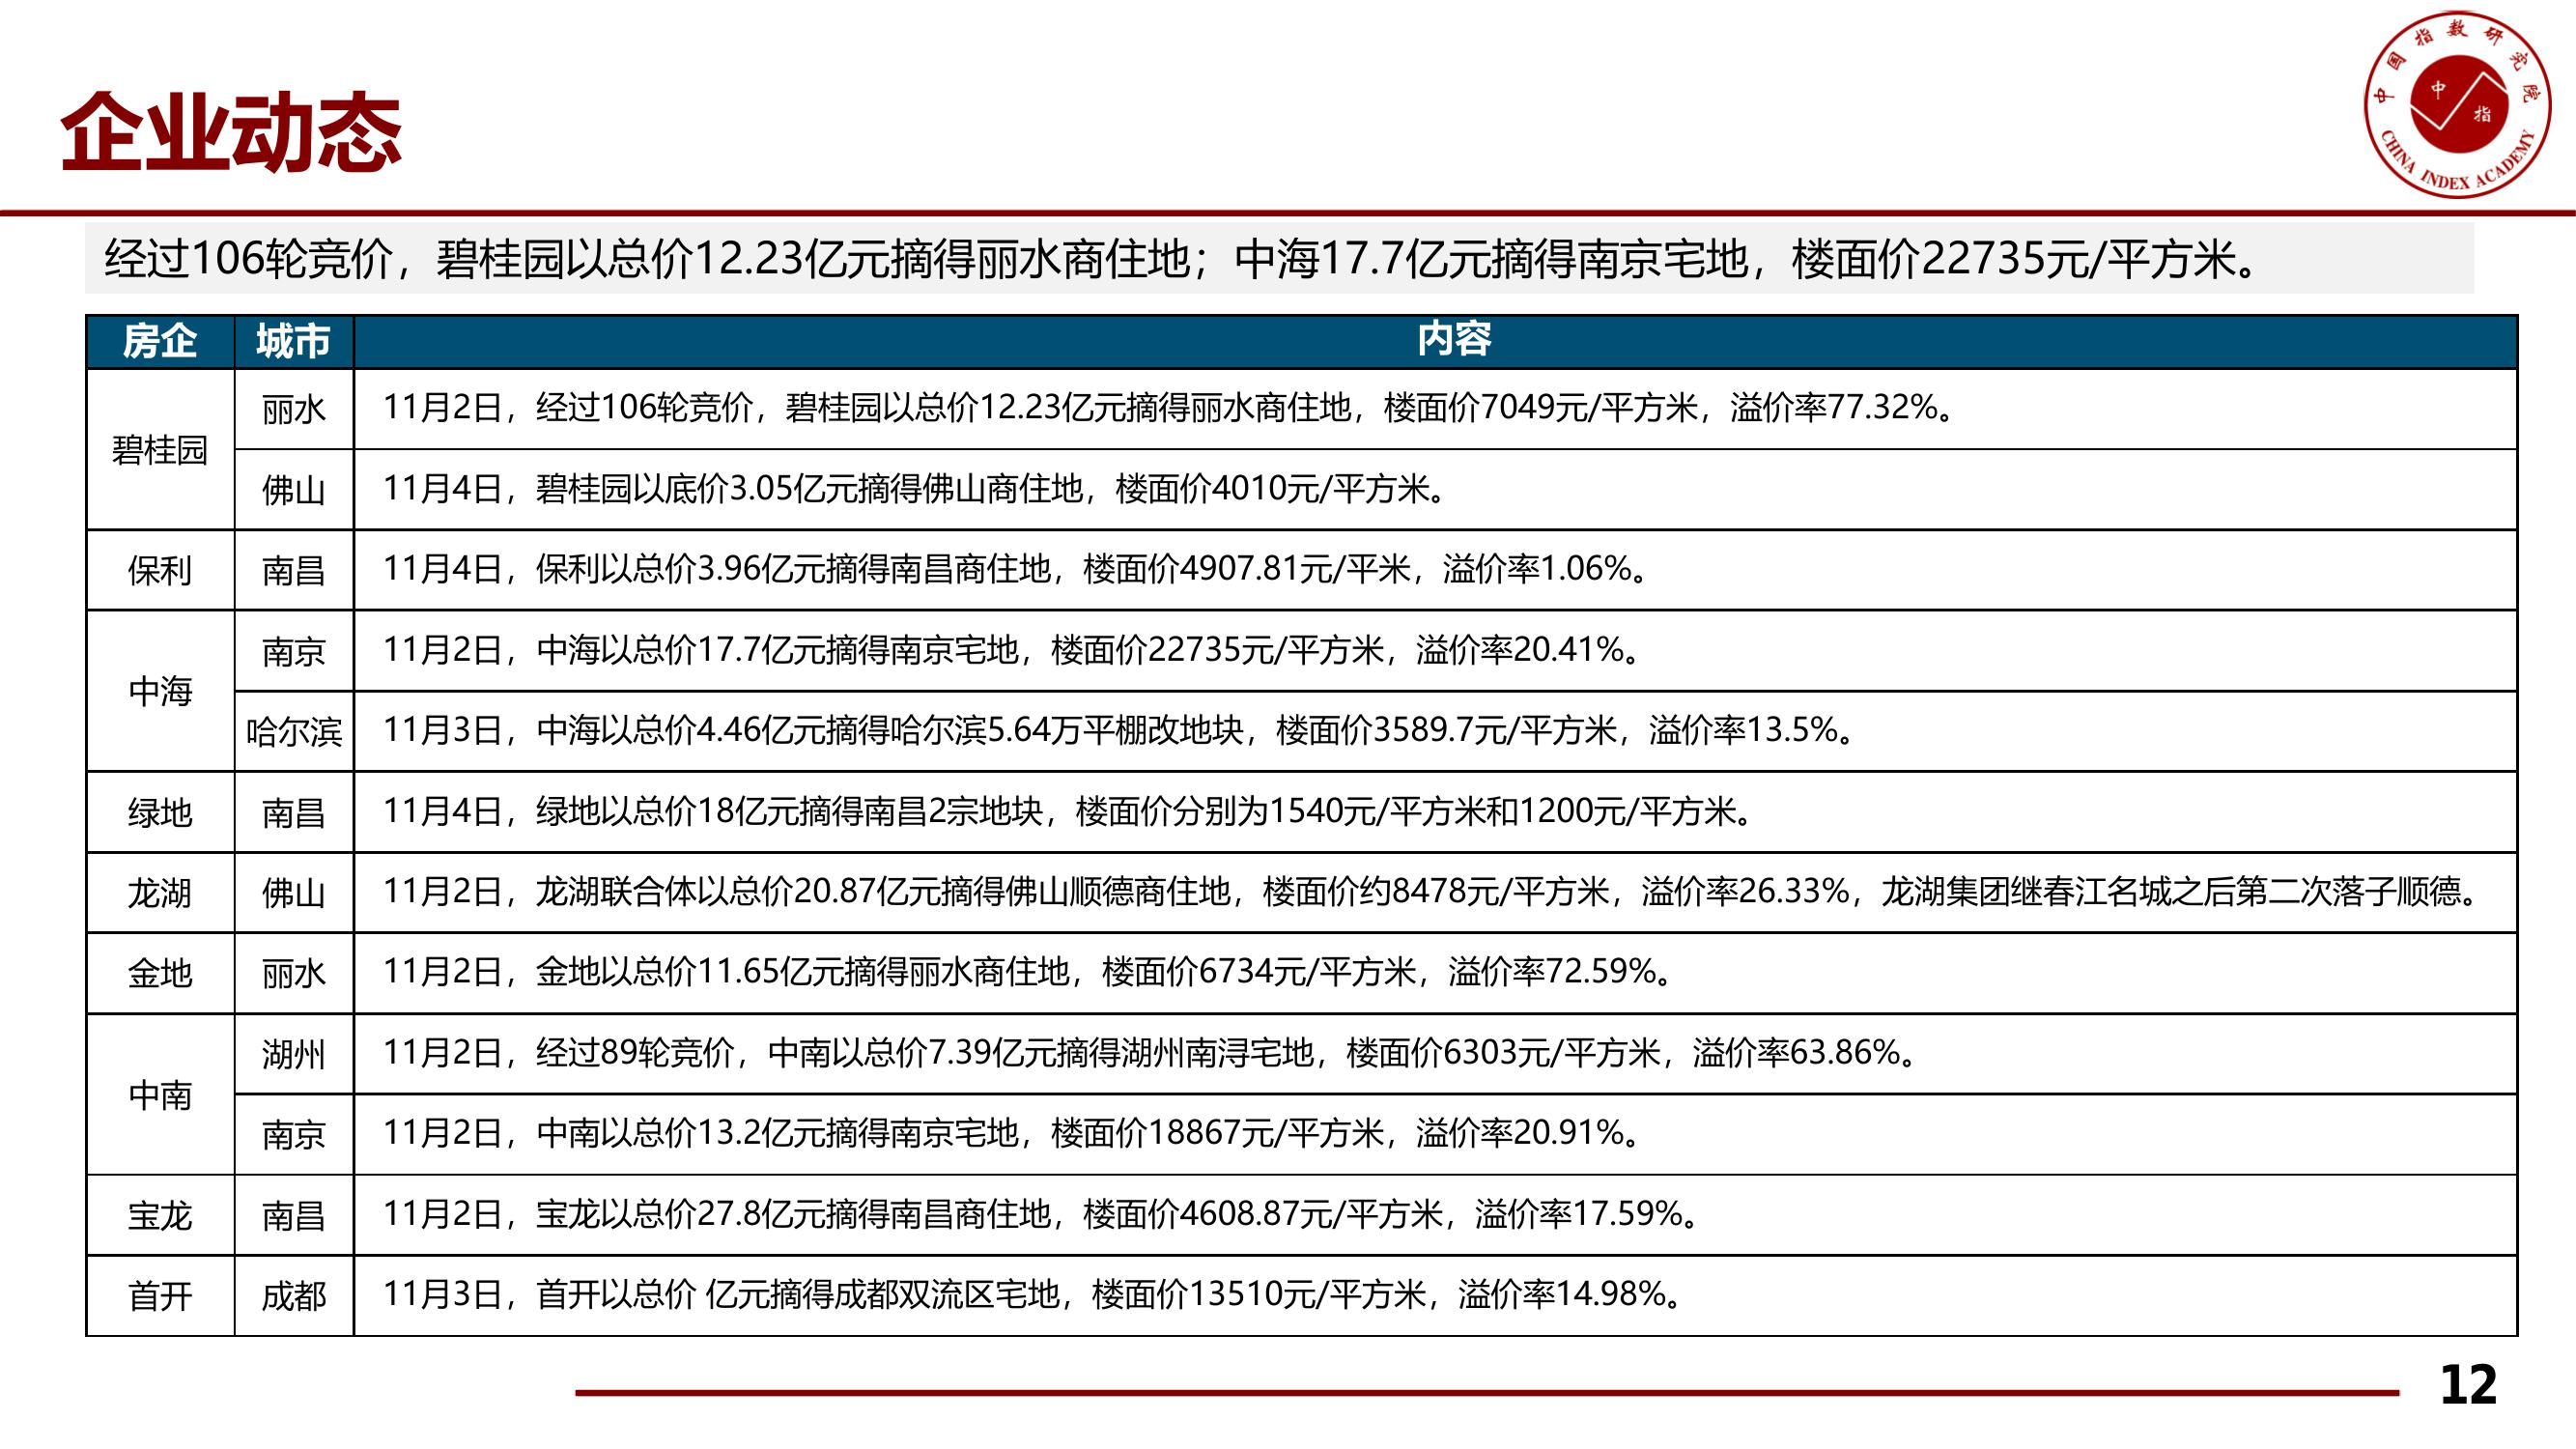 企业动态
中国指数研究院
中指
CHINA INDEX ACADEMY
经过106轮竞价，碧桂园以总价12.23亿元摘得丽水商住地；中海17.7亿元摘得南京宅地，楼面价22735元/平方米。
房企 城市 内容
碧桂园 丽水 11月2日，经过106轮竞价，碧桂园以总价12.23亿元摘得丽水商住地，楼面价7049元/平方米，溢价率77.32%。
佛山 11月4日，碧桂园以底价3.05亿元摘得佛山商住地，楼面价4010元/平方米。
保利 南昌 11月4日，保利以总价3.96亿元摘得南昌商住地，楼面价4907.81元/平米，溢价率1.06%。
中海 南京 11月2日，中海以总价17.7亿元摘得南京宅地，楼面价22735元/平方米，溢价率20.41%。
哈尔滨 11月3日，中海以总价4.46亿元摘得哈尔滨5.64万平棚改地块，楼面价3589.7元/平方米，溢价率13.5%。
绿地 南昌 11月4日，绿地以总价18亿元摘得南昌2宗地块，楼面价分别为1540元/平方米和1200元/平方米。
龙湖 佛山 11月2日，龙湖联合体以总价20.87亿元摘得佛山顺德商住地，楼面价约8478元/平方米，溢价率26.33%，龙湖集团继春江名城之后第二次落子顺德。
金地 丽水 11月2日，金地以总价11.65亿元摘得丽水商住地，楼面价6734元/平方米，溢价率72.59%。
中南 湖州 11月2日，经过89轮竞价，中南以总价7.39亿元摘得湖州南浔宅地，楼面价6303元/平方米，溢价率63.86%。
南京 11月2日，中南以总价13.2亿元摘得南京宅地，楼面价18867元/平方米，溢价率20.91%。
宝龙 南昌 11月2日，宝龙以总价27.8亿元摘得南昌商住地，楼面价4608.87元/平方米，溢价率17.59%。
首开 成都 11月3日，首开以总价 亿元摘得成都双流区宅地，楼面价13510元/平方米，溢价率14.98%。
12